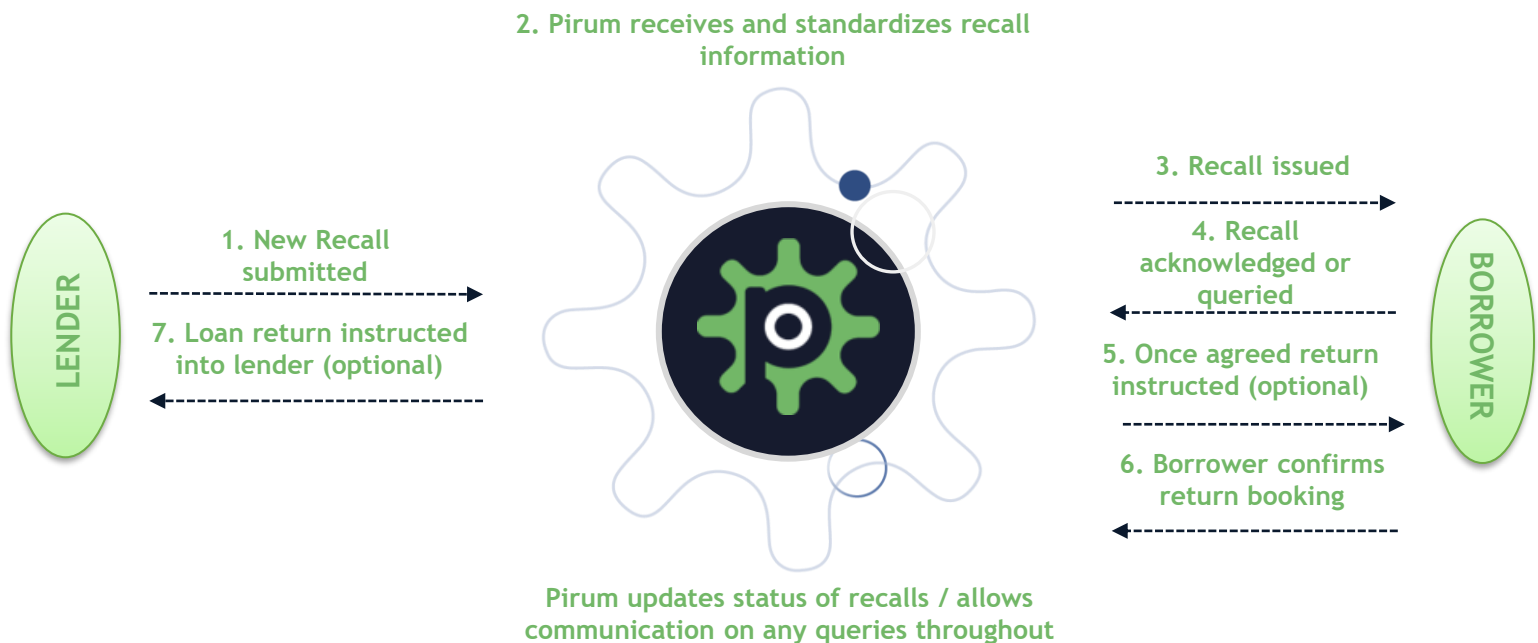 2. Pirum receives and standardizes recall
information
LENDER
1. New Recall
submitted
7. Loan return instructed
into lender (optional)
3. Recall issued
4. Recall
acknowledged or
queried
5. Once agreed return
instructed (optional)
6. Borrower confirms
return booking
BORROWER
Pirum updates status of recalls / allows
communication on any queries throughout